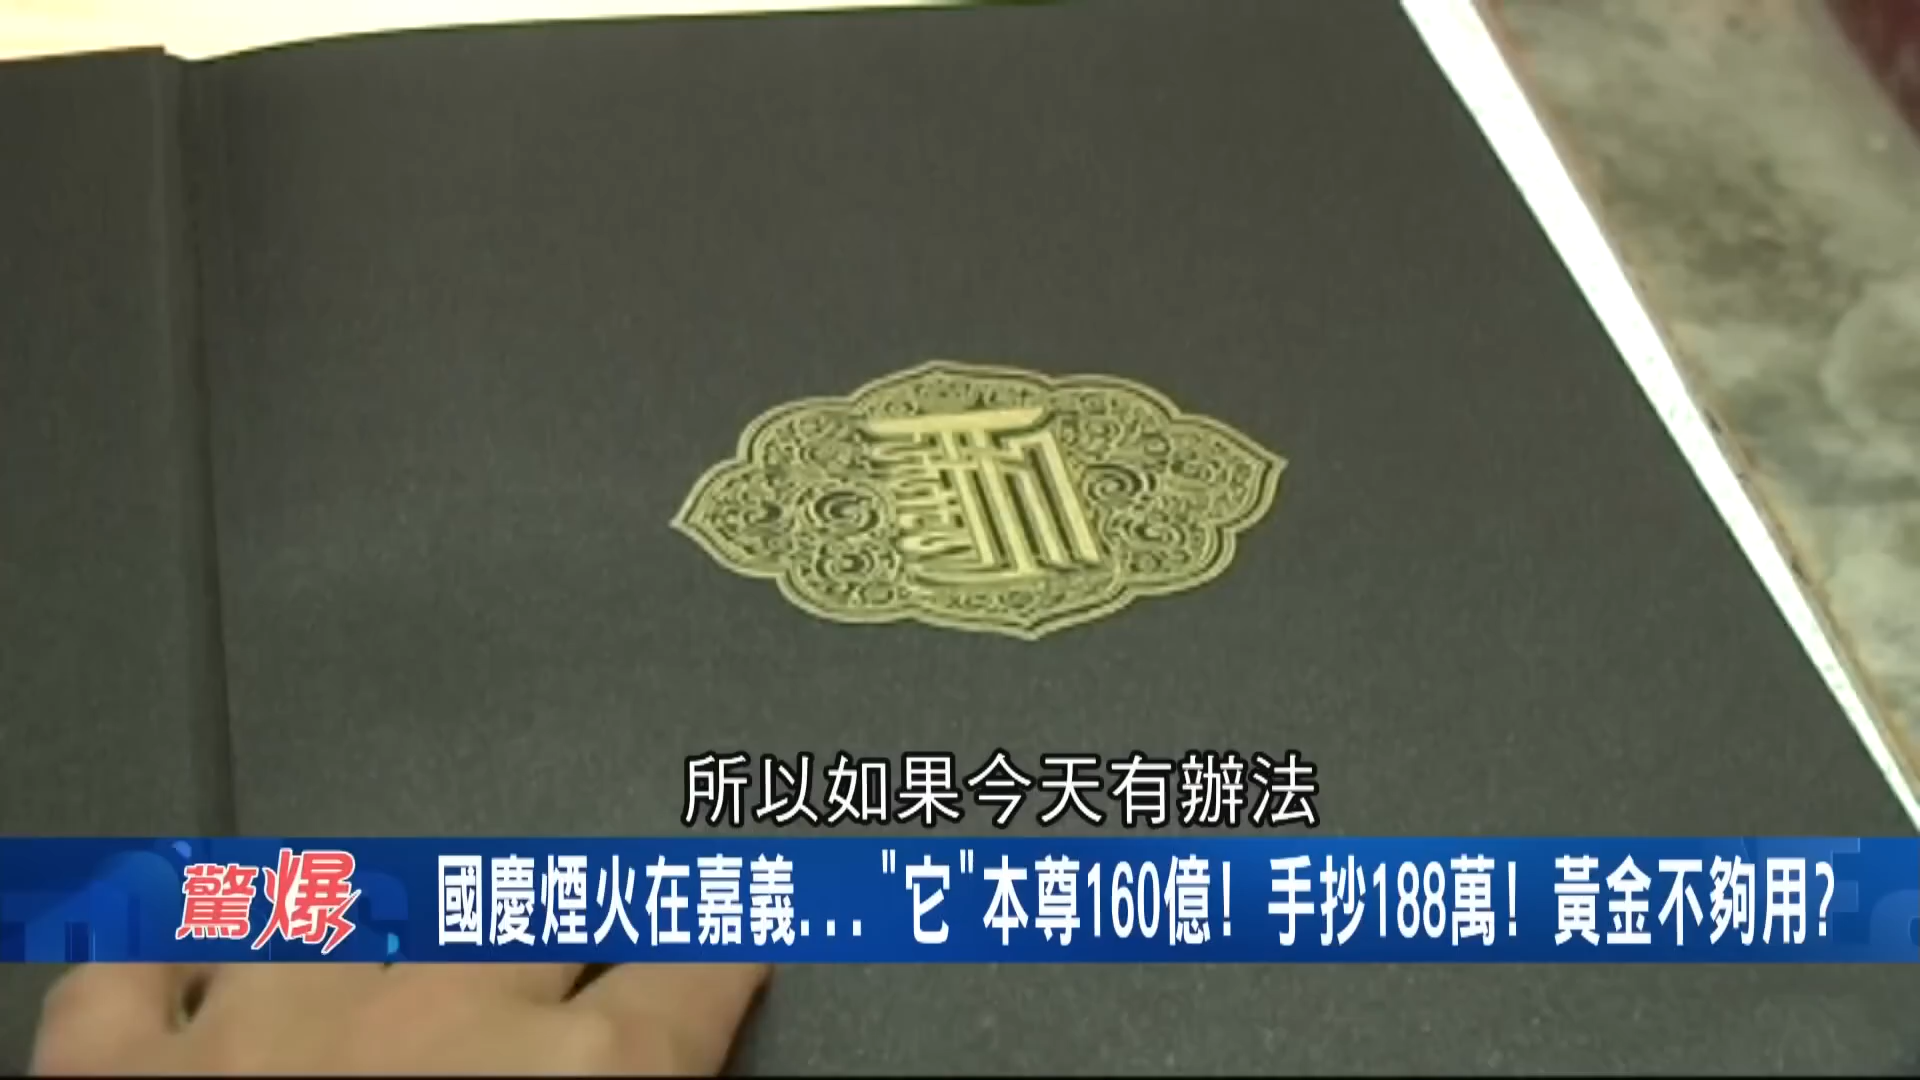 所以如果今天有辦法
驚爆 國慶煙火在嘉義..."它"本尊160億! 手抄188萬! 黃金不夠用?